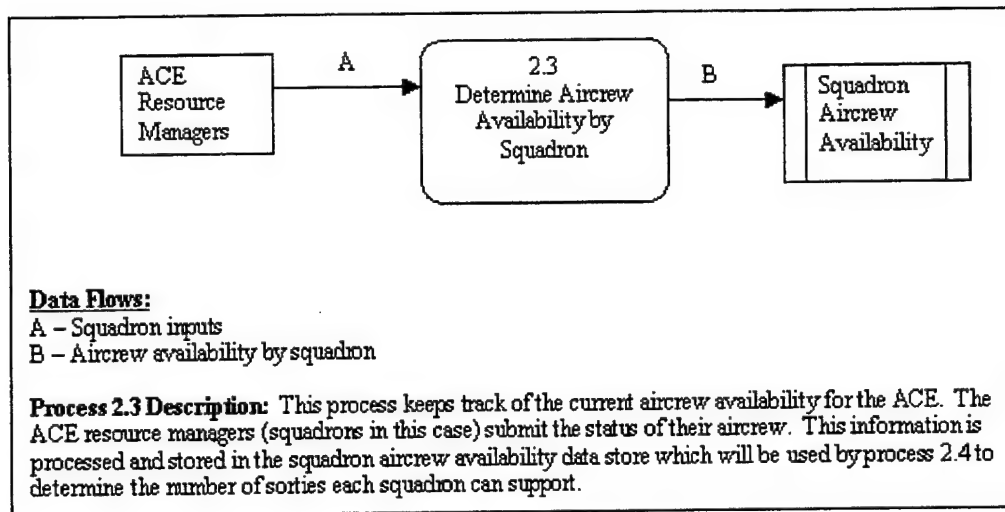 ACE
Resource
Managers
A
2.3
Determine Aircrew
Availability by
Squadron
B
Squadron
Aircrew
Availability
Data Flows:
A – Squadron inputs
B – Aircrew availability by squadron
Process 2.3 Description: This process keeps track of the current aircrew availability for the ACE. The
ACE resource managers (squadrons in this case) submit the status of their aircrew. This information is
processed and stored in the squadron aircrew availability data store which will be used by process 2.4 to
determine the number of sorties each squadron can support.